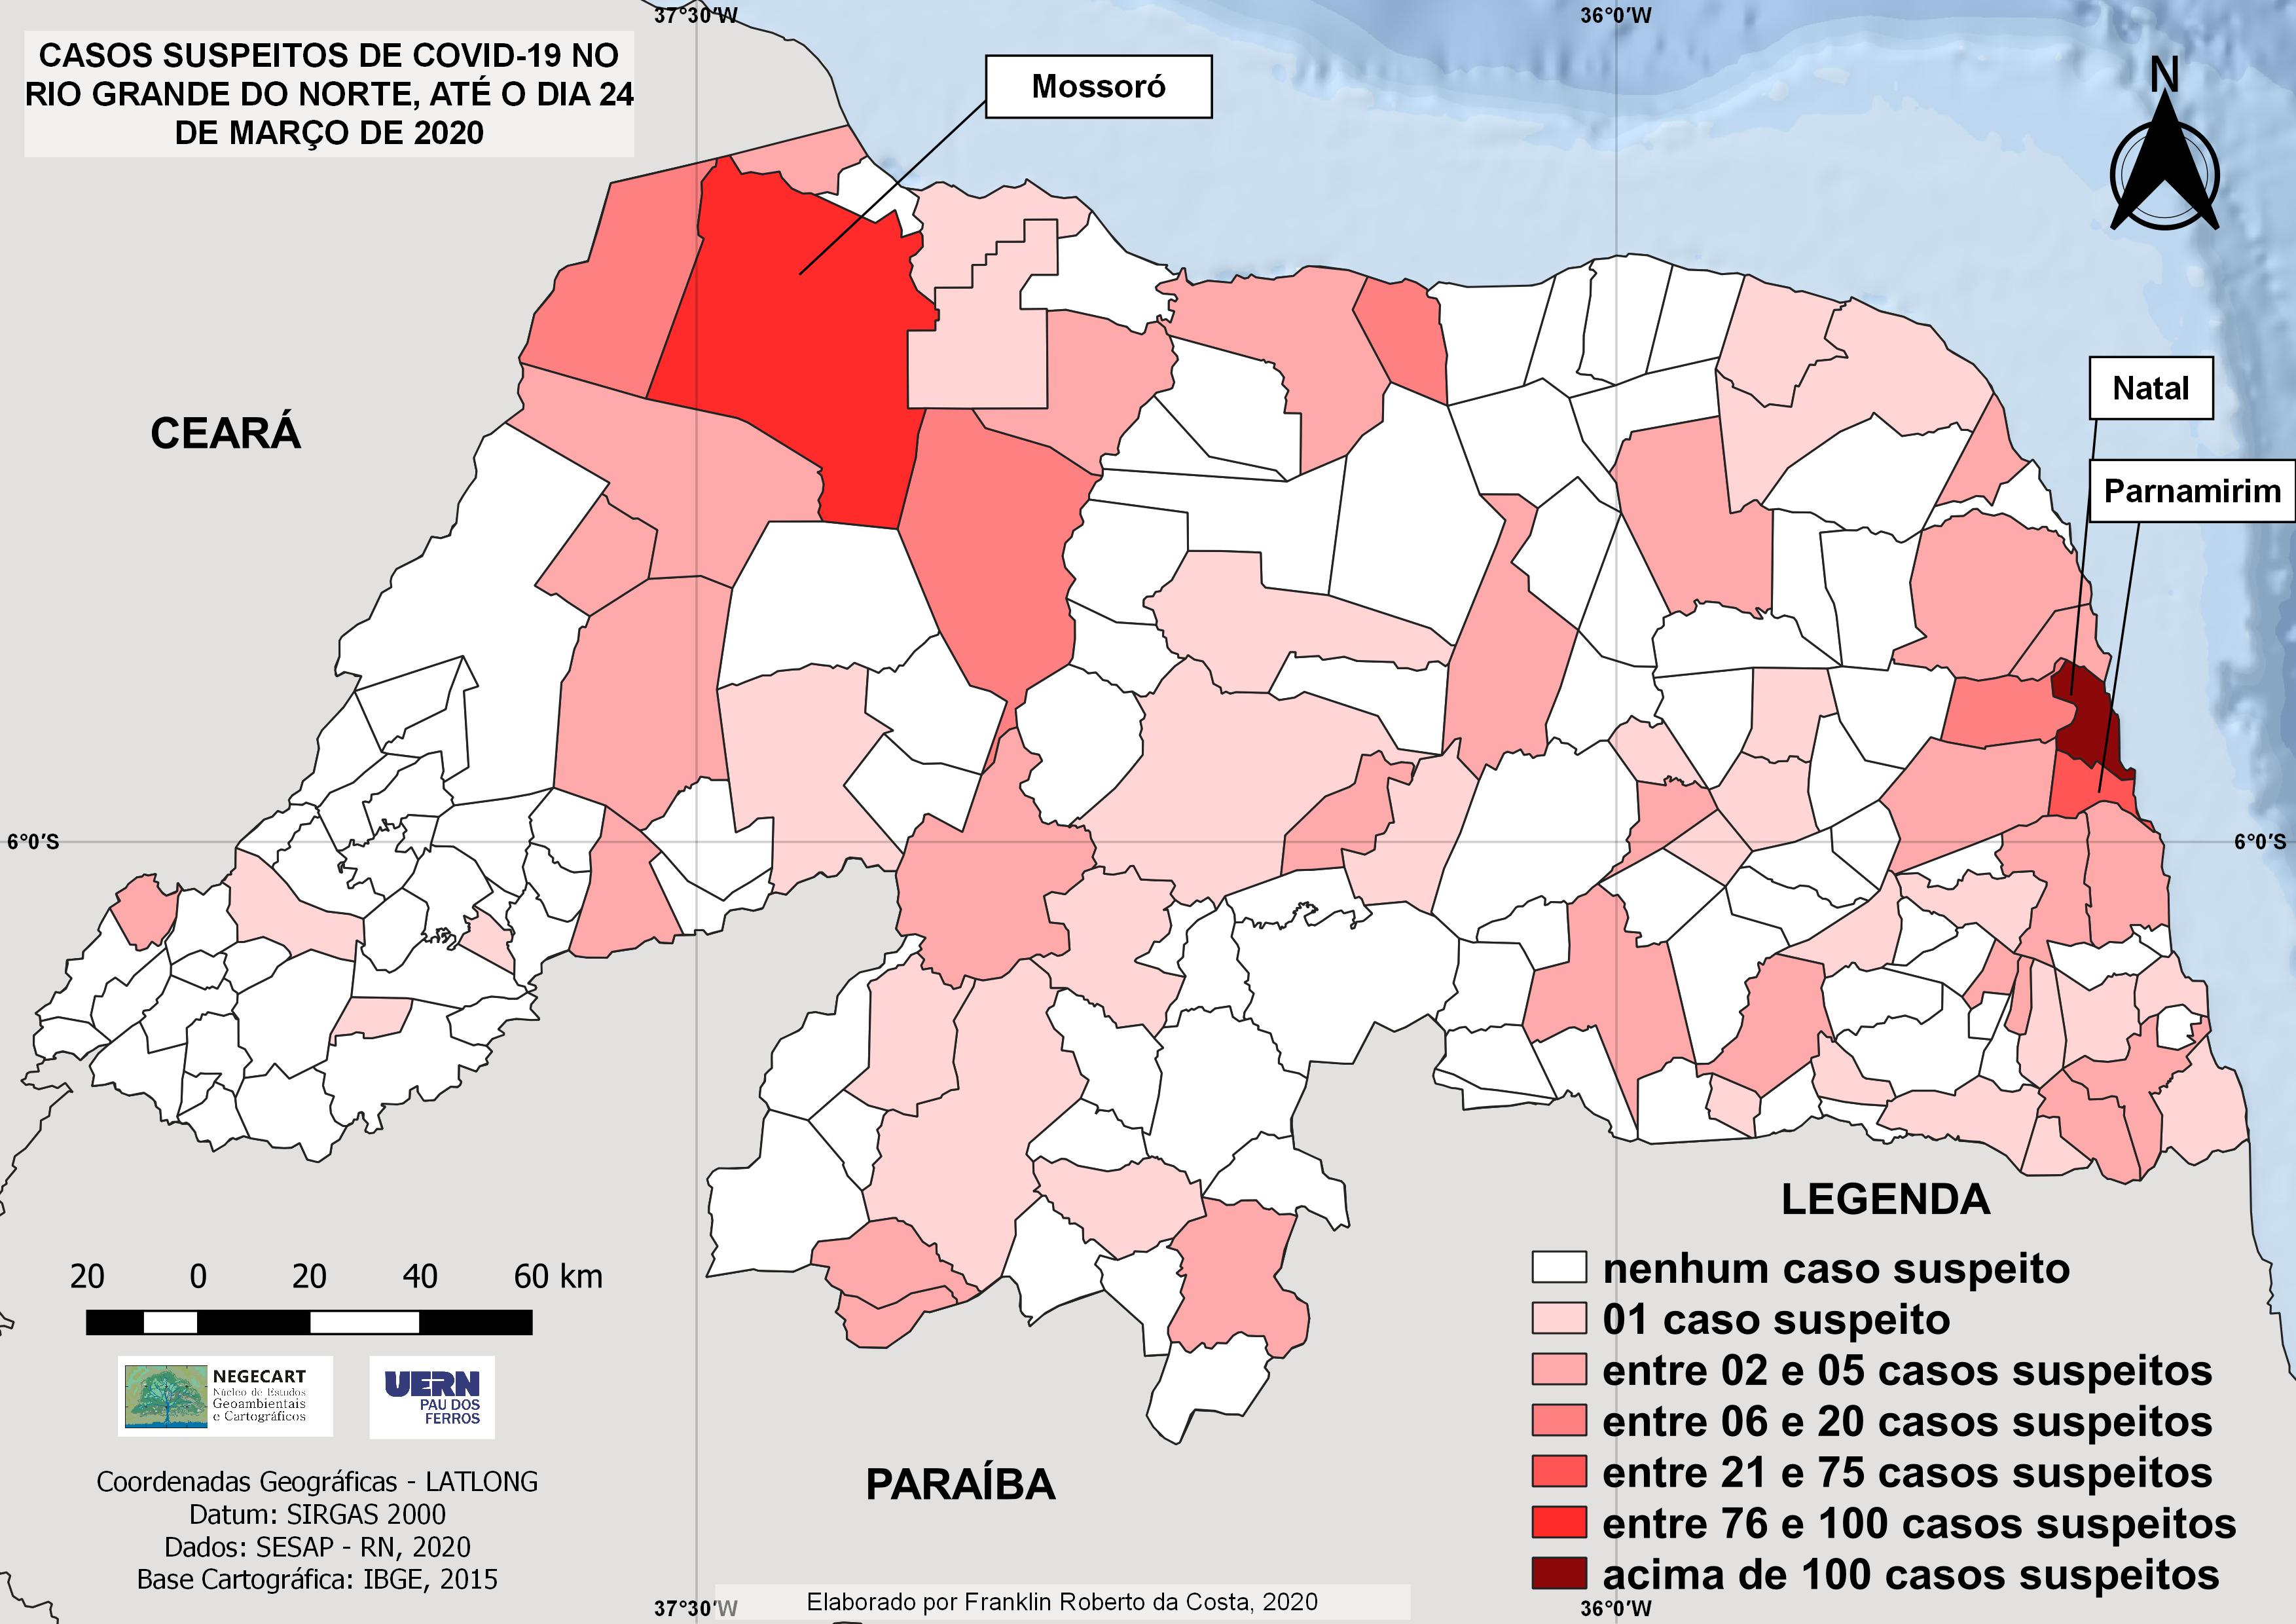 37°30′W
36°0′W
CASOS SUSPEITOS DE COVID-19 NO
RIO GRANDE DO NORTE, ATÉ O DIA 24
DE MARÇO DE 2020
Mossoró
N
Natal
Parnamirim
CEARÁ
6°0′S
6°0′S
LEGENDA
nenhum caso suspeito
01 caso suspeito
entre 02 e 05 casos suspeitos
entre 06 e 20 casos suspeitos
entre 21 e 75 casos suspeitos
entre 76 e 100 casos suspeitos
acima de 100 casos suspeitos
20 0 20 40 60 km
NEGECART
Núcleo de Estudos
Geoambientais
e Cartográficos
UERN
PAU DOS
FERROS
PARAÍBA
Coordenadas Geográficas - LATLONG
Datum: SIRGAS 2000
Dados: SESAP - RN, 2020
Base Cartográfica: IBGE, 2015
37°30′W
Elaborado por Franklin Roberto da Costa, 2020
36°0′W